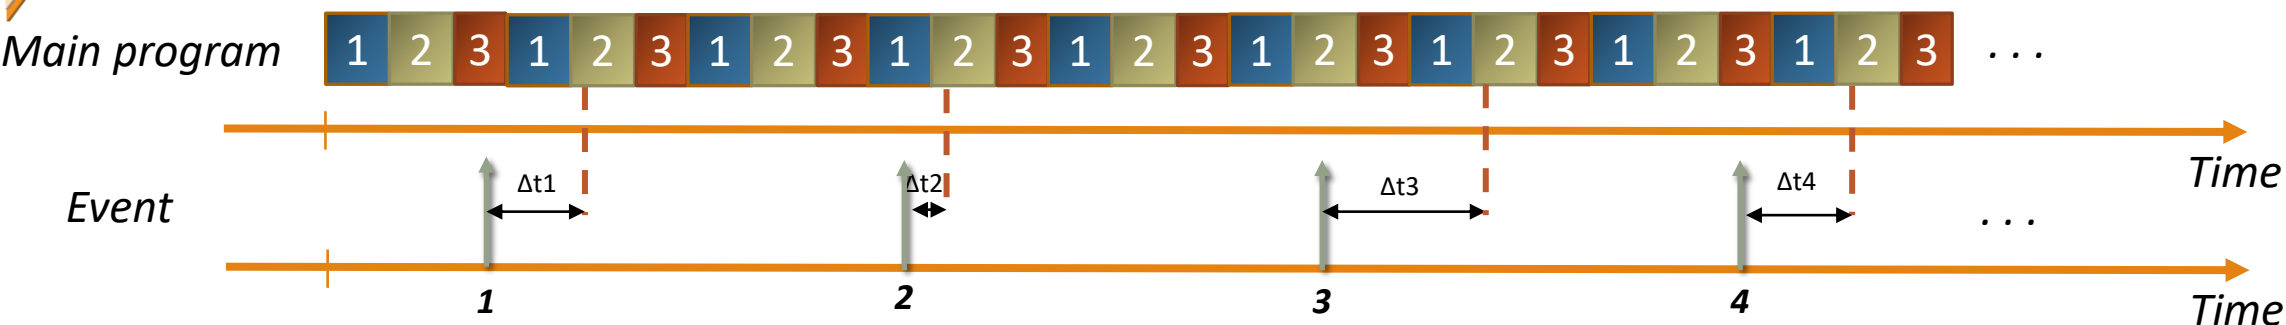 Main program 1 2 3 1 2 3 1 2 3 1 2 3 1 2 3 1 2 3 1 2 3 1 2 3 1 2 3 . . .
Time
Event Δt1 Δt2 Δt3 Δt4 . . .
1 2 3 4
Time